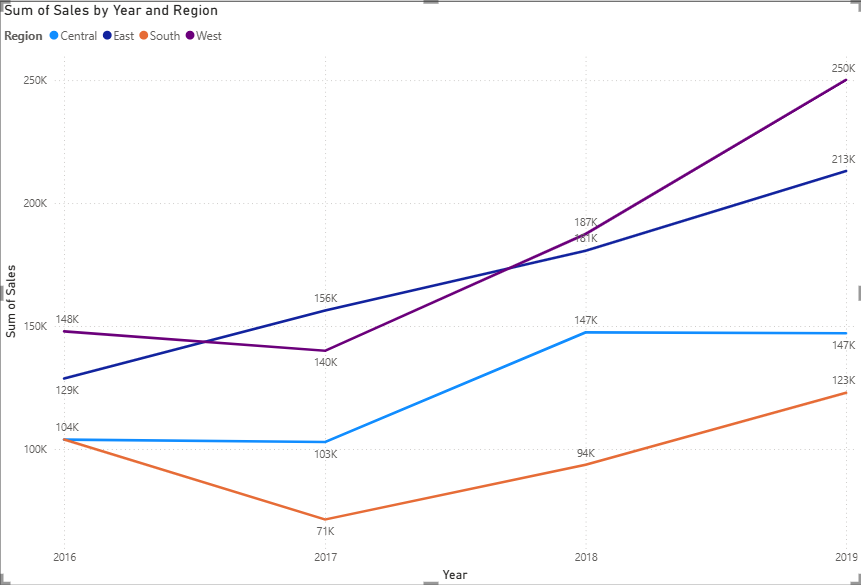 Sum of Sales by Year and Region
Region Central East South West
250K
200K
150K
100K
Sum of Sales
148K
129K
104K
156K
140K
103K
71K
187K
181K
147K
94K
250K
213K
147K
123K
2016 2017 2018 2019
Year